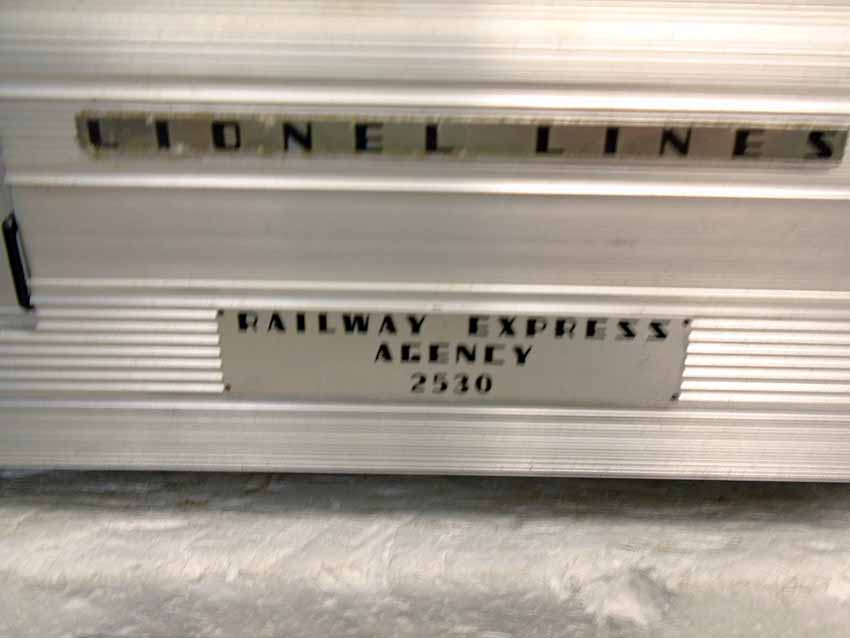 LIONEL LINES
RAILWAY EXPRESS
AGENCY
2530